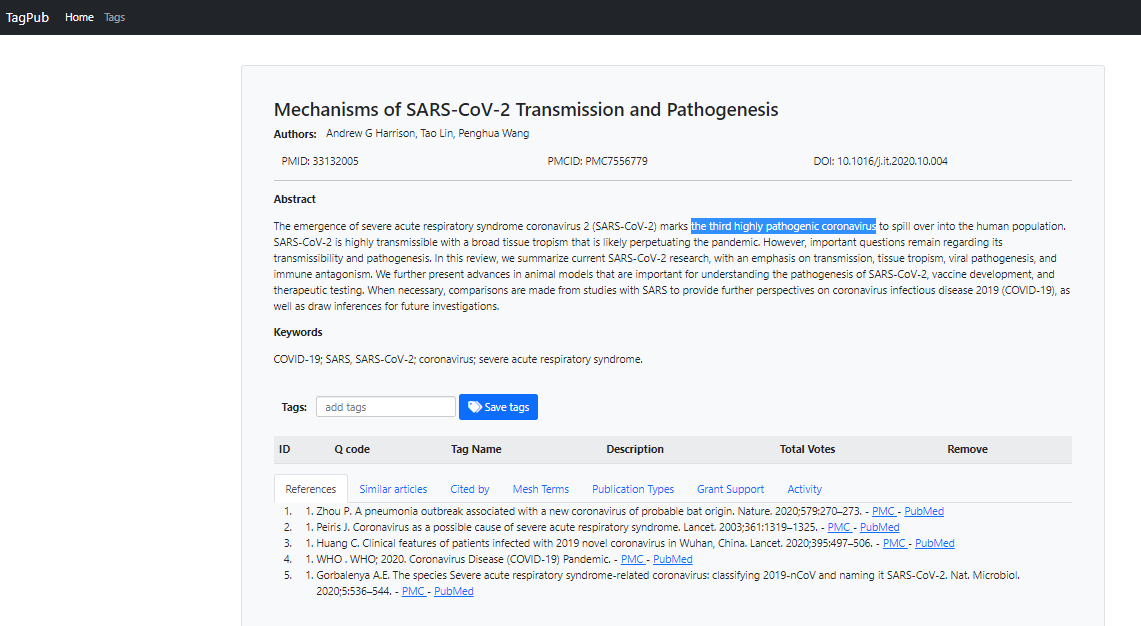 TagPub Home Tags
Mechanisms of SARS-CoV-2 Transmission and Pathogenesis
Authors: Andrew G Harrison, Tao Lin, Penghua Wang
PMID: 33132005 PMCID: PMC7556779 DOI: 10.1016/j.it.2020.10.004
Abstract
The emergence of severe acute respiratory syndrome coronavirus 2 (SARS-CoV-2) marks the third highly pathogenic coronavirus to spill over into the human population.
SARS-CoV-2 is highly transmissible with a broad tissue tropism that is likely perpetuating the pandemic. However, important questions remain regarding its
transmissibility and pathogenesis. In this review, we summarize current SARS-CoV-2 research, with an emphasis on transmission, tissue tropism, viral pathogenesis, and
immune antagonism. We further present advances in animal models that are important for understanding the pathogenesis of SARS-CoV-2, vaccine development, and
therapeutic testing. When necessary, comparisons are made from studies with SARS to provide further perspectives on coronavirus infectious disease 2019 (COVID-19), as
well as draw inferences for future investigations.
Keywords
COVID-19; SARS, SARS-CoV-2; coronavirus; severe acute respiratory syndrome.
Tags: add tags Save tags
ID Q code Tag Name Description Total Votes Remove
References Similar articles Cited by Mesh Terms Publication Types Grant Support Activity
1. 1. Zhou P. A pneumonia outbreak associated with a new coronavirus of probable bat origin. Nature. 2020;579:270–273. - PMC - PubMed
2. 1. Peiris J. Coronavirus as a possible cause of severe acute respiratory syndrome. Lancet. 2003;361:1319–1325. - PMC - PubMed
3. 1. Huang C. Clinical features of patients infected with 2019 novel coronavirus in Wuhan, China. Lancet. 2020;395:497–506. - PMC - PubMed
4. 1. WHO . WHO; 2020. Coronavirus Disease (COVID-19) Pandemic. - PMC - PubMed
5. 1. Gorbalenya A.E. The species Severe acute respiratory syndrome-related coronavirus: classifying 2019-nCoV and naming it SARS-CoV-2. Nat. Microbiol.
2020;5:536–544. - PMC - PubMed